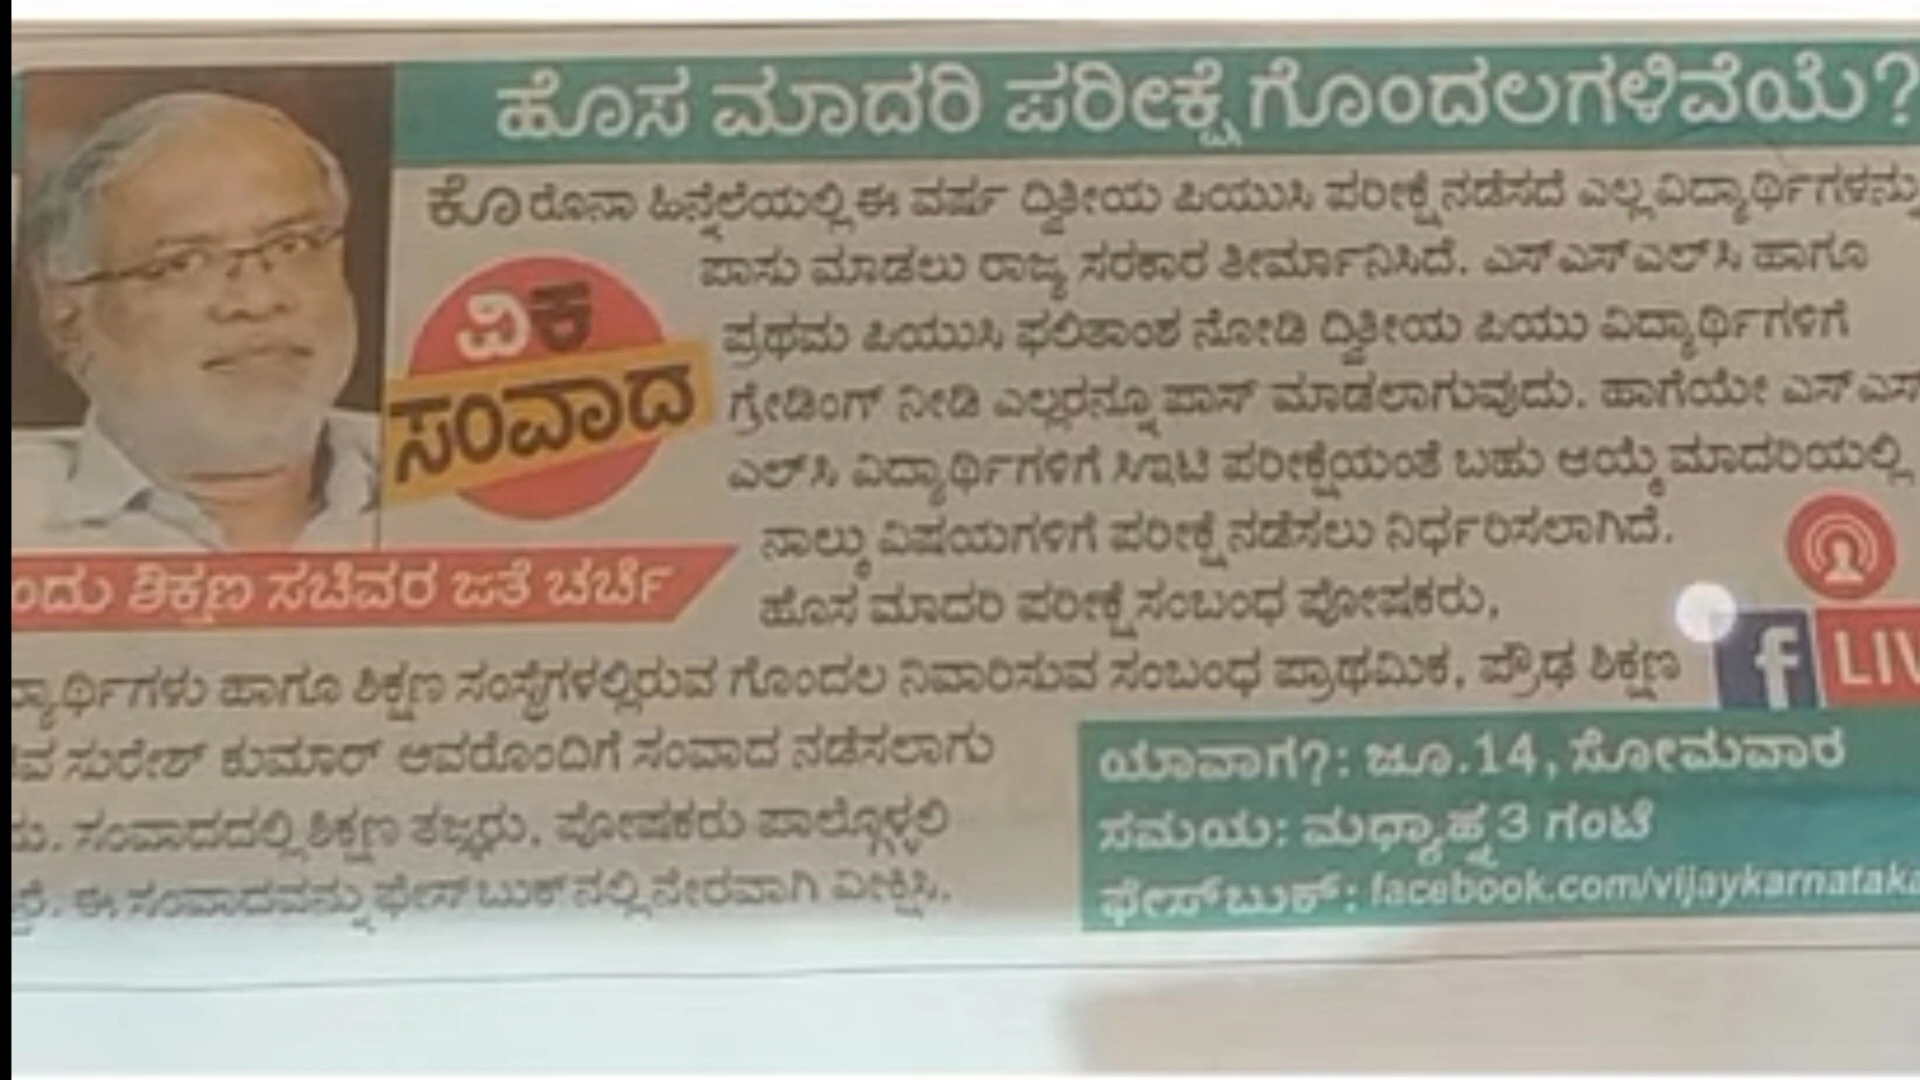 ಹೊಸ ಮಾದರಿ ಪರೀಕ್ಷೆ ಗೊಂದಲಗಳಿವೆಯೆ?
ಕೊರೊನಾ ಹಿನ್ನೆಲೆಯಲ್ಲಿ ಈ ವರ್ಷ ದ್ವಿತೀಯ ಪಿಯುಸಿ ಪರೀಕ್ಷೆ ನಡೆಸದೆ ಎಲ್ಲ ವಿದ್ಯಾರ್ಥಿಗಳನ್ನು
ಪಾಸು ಮಾಡಲು ರಾಜ್ಯ ಸರಕಾರ ತೀರ್ಮಾನಿಸಿದೆ. ಎಸ್ಎಸ್ಎಲ್‌ಸಿ ಹಾಗೂ
ಪ್ರಥಮ ಪಿಯುಸಿ ಫಲಿತಾಂಶ ನೋಡಿ ದ್ವಿತೀಯ ಪಿಯು ವಿದ್ಯಾರ್ಥಿಗಳಿಗೆ
ಗ್ರೇಡಿಂಗ್ ನೀಡಿ ಎಲ್ಲರನ್ನೂ ಪಾಸ್ ಮಾಡಲಾಗುವುದು. ಹಾಗೆಯೇ ಎಸ್ಎಸ್
ಎಲ್‌ಸಿ ವಿದ್ಯಾರ್ಥಿಗಳಿಗೆ ಸಿಇಟಿ ಪರೀಕ್ಷೆಯಂತೆ ಬಹು ಆಯ್ಕೆ ಮಾದರಿಯಲ್ಲಿ
ನಾಲ್ಕು ವಿಷಯಗಳಿಗೆ ಪರೀಕ್ಷೆ ನಡೆಸಲು ನಿರ್ಧರಿಸಲಾಗಿದೆ.
ಹೊಸ ಮಾದರಿ ಪರೀಕ್ಷೆ ಸಂಬಂಧ ಪೋಷಕರು,
ದ್ಯಾರ್ಥಿಗಳು ಹಾಗೂ ಶಿಕ್ಷಣ ಸಂಸ್ಥೆಗಳಲ್ಲಿರುವ ಗೊಂದಲ ನಿವಾರಿಸುವ ಸಂಬಂಧ ಪ್ರಾಥಮಿಕ, ಪ್ರೌಢ ಶಿಕ್ಷಣ
ಿವ ಸುರೇಶ್ ಕುಮಾರ್ ಅವರೊಂದಿಗೆ ಸಂವಾದ ನಡೆಸಲಾಗು
ದು. ಸಂವಾದದಲ್ಲಿ ಶಿಕ್ಷಣ ತಜ್ಞರು, ಪೋಷಕರು ಪಾಲ್ಗೊಳ್ಳಲಿ
ದ್ದಾರೆ. ಈ ಸಂವಾದವನ್ನು ಫೇಸ್‌ಬುಕ್‌ನಲ್ಲಿ ನೇರವಾಗಿ ವೀಕ್ಷಿಸಿ.
ವಿಕ
ಸಂವಾದ
ಂದು ಶಿಕ್ಷಣ ಸಚಿವರ ಜತೆ ಚರ್ಚೆ
f LIV
ಯಾವಾಗ?: ಜೂ.14, ಸೋಮವಾರ
ಸಮಯ: ಮಧ್ಯಾಹ್ನ 3 ಗಂಟೆ
ಫೇಸ್‌ಬುಕ್: facebook.com/vijaykarnataka